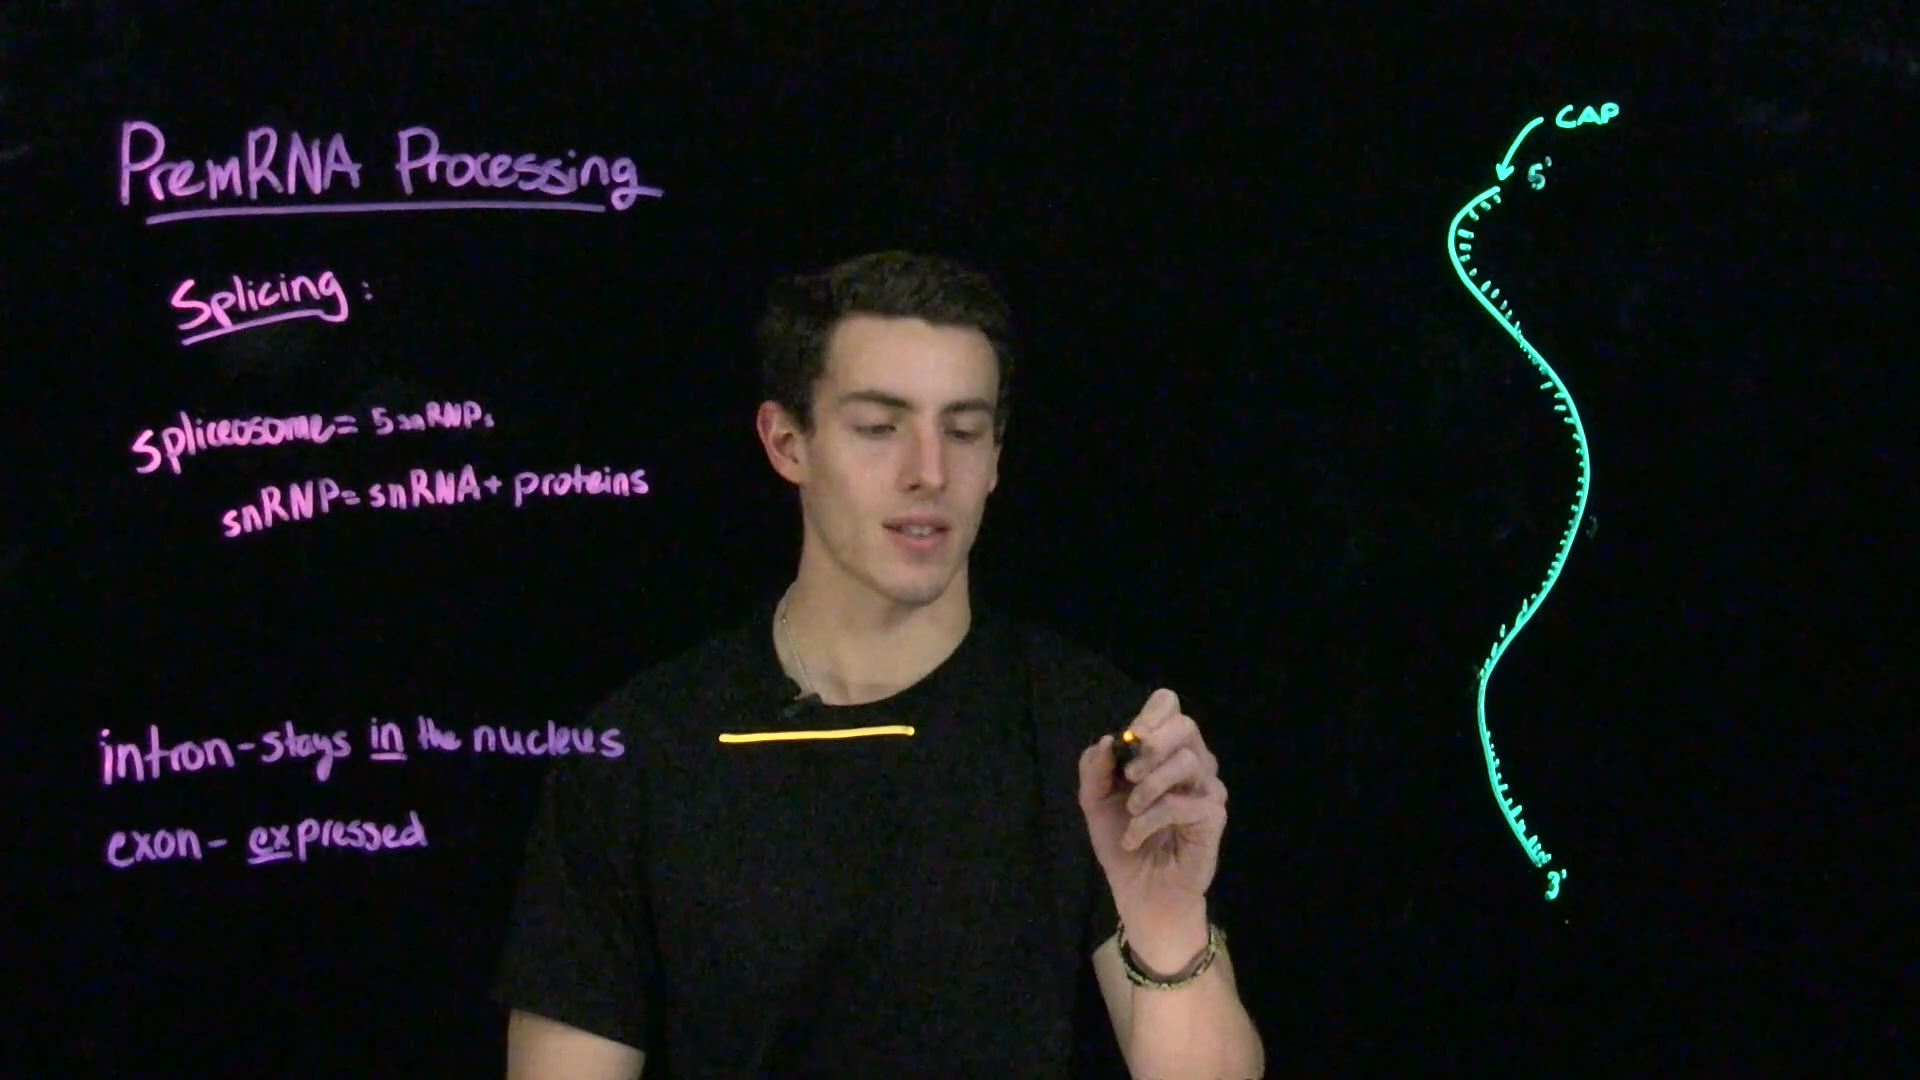 PremRNA Processing
Splicing:
spliceosome = 5 snRNPs
snRNP = snRNA + proteins
intron - stays in the nucleus
exon - expressed
CAP
5'
3'